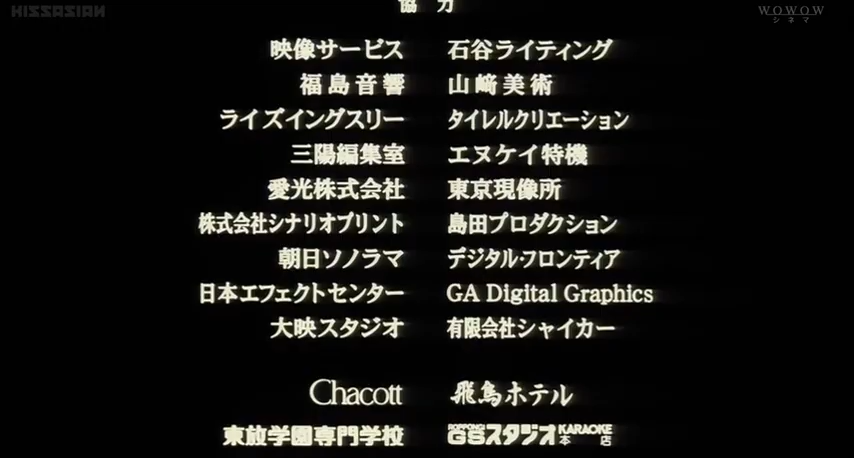 KISSASIAN
WOWOW
シネマ
協 力
映像サービス 石谷ライティング
福島音響 山﨑美術
ライズイングスリー タイレルクリエーション
三陽編集室 エヌケイ特機
愛光株式会社 東京現像所
株式会社シナリオプリント 島田プロダクション
朝日ソノラマ デジタル・フロンティア
日本エフェクトセンター GA Digital Graphics
大映スタジオ 有限会社シャイカー
Chacott 飛鳥ホテル
東放学園専門学校 ROPPONGI GSスタジオ KARAOKE 本店